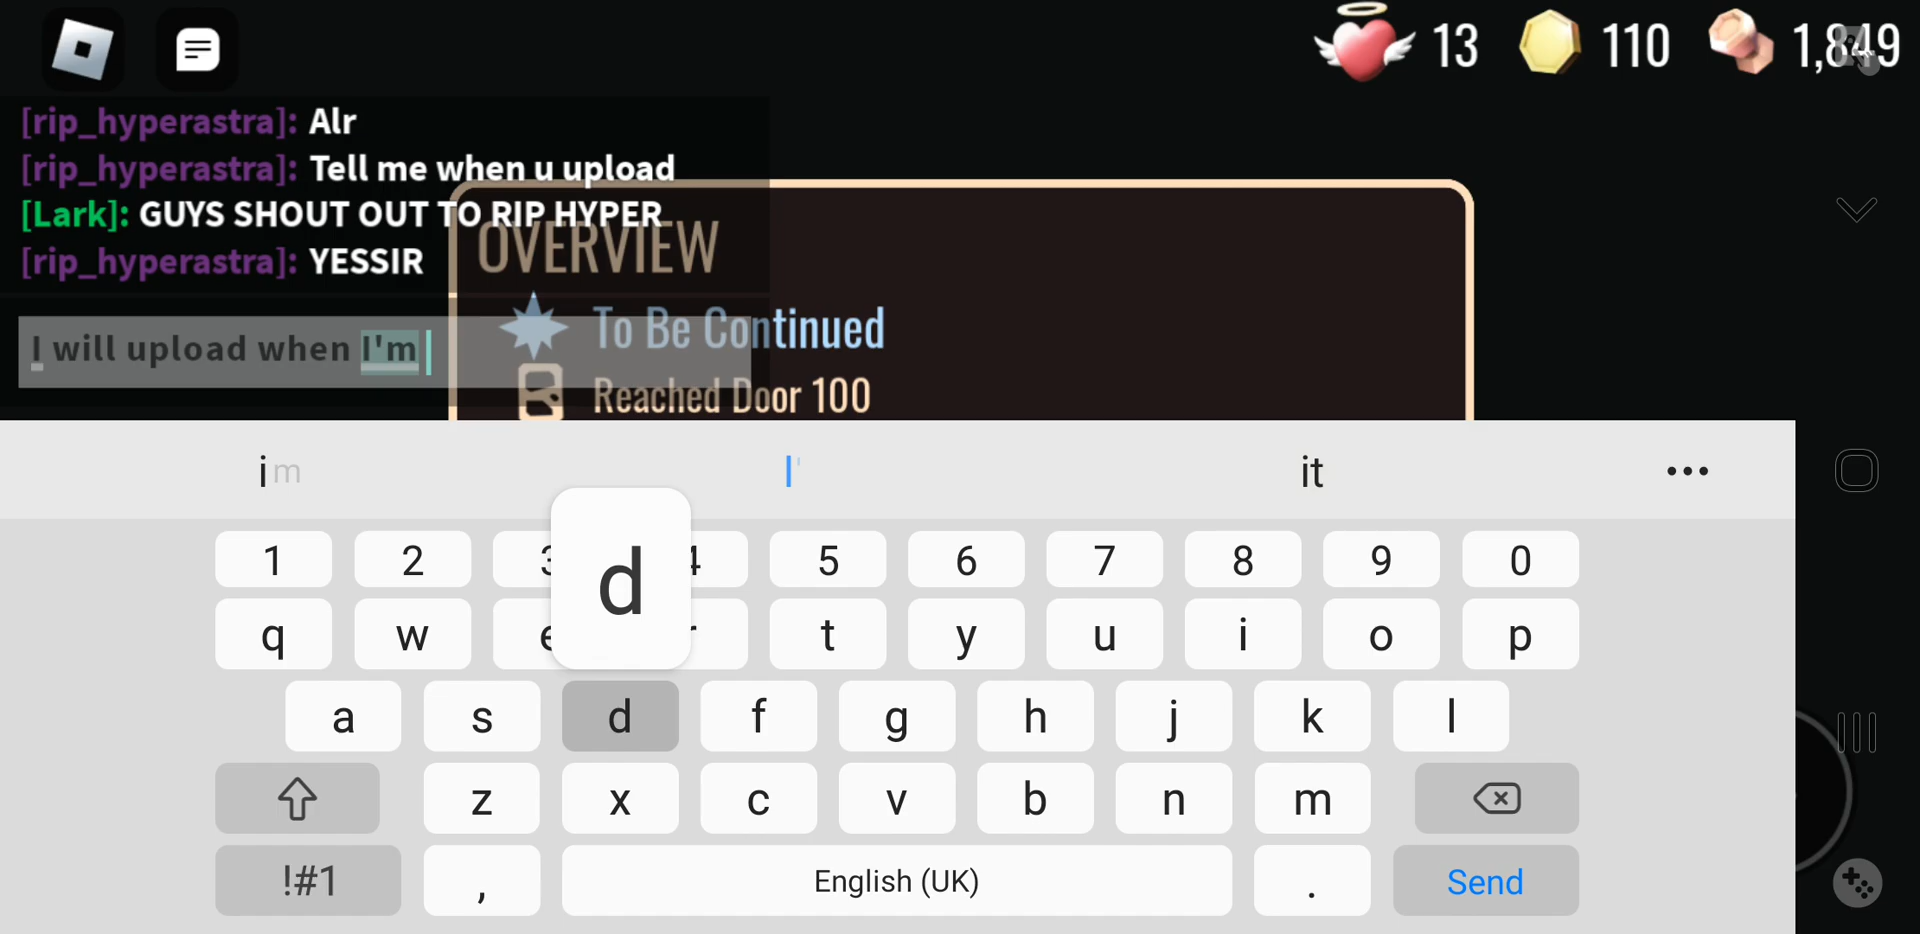 13 110 1,849
[rip_hyperastra]: Alr
[rip_hyperastra]: Tell me when u upload
[Lark]: GUYS SHOUT OUT TO RIP HYPER
[rip_hyperastra]: YESSIR
OVERVIEW
To Be Continued
I will upload when I'm
Reached Door 100
im I' it
1 2 3 4 5 6 7 8 9 0
d
q w e r t y u i o p
a s d f g h j k l
z x c v b n m
!#1 , English (UK) . Send